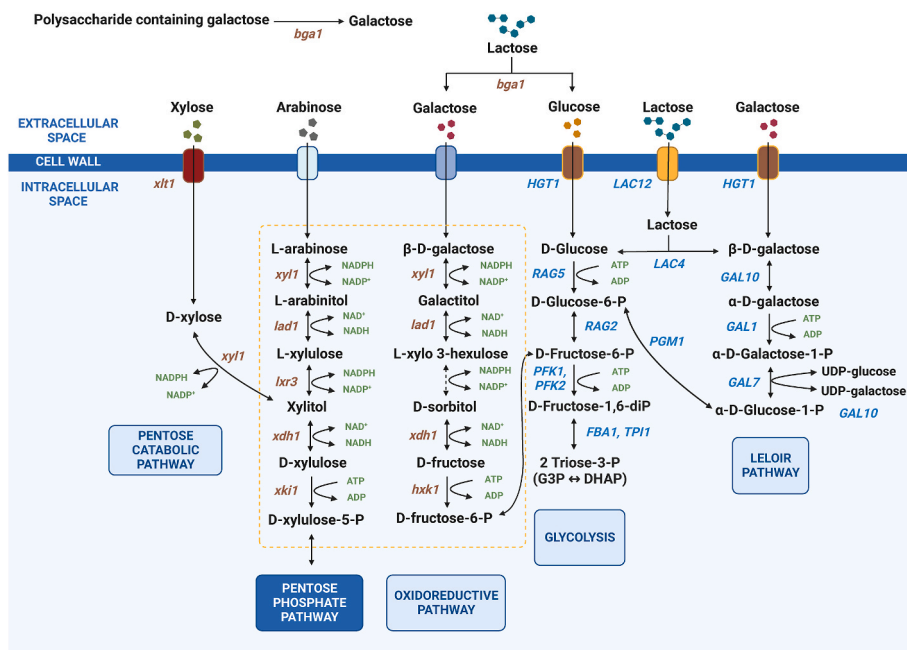 Polysaccharide containing galactose
Galactose
bga1
Lactose
bga1
Xylose
Arabinose
Galactose
Glucose
Lactose
Galactose
EXTRACELLULAR
SPACE
CELL WALL
INTRACELLULAR
SPACE
xlt1
HGT1
LAC12
HGT1
Lactose
L-arabinose
β-D-galactose
D-Glucose
β-D-galactose
LAC4
xyl1
NADPH
NADP⁺
xyl1
NADPH
NADP⁺
RAG5
ATP
ADP
GAL10
L-arabinitol
Galactitol
D-Glucose-6-P
α-D-galactose
D-xylose
lad1
NAD⁺
NADH
lad1
NAD⁺
NADH
RAG2
PGM1
GAL1
ATP
ADP
L-xylulose
L-xylo 3-hexulose
D-Fructose-6-P
α-D-Galactose-1-P
xyl1
NADPH
NADP⁺
lxr3
NADPH
NADP⁺
NADPH
NADP⁺
PFK1,
PFK2
ATP
ADP
GAL7
UDP-glucose
UDP-galactose
Xylitol
D-sorbitol
D-Fructose-1,6-diP
α-D-Glucose-1-P
GAL10
xdh1
NAD⁺
NADH
xdh1
NAD⁺
NADH
FBA1, TPI1
PENTOSE
CATABOLIC
PATHWAY
D-xylulose
D-fructose
2 Triose-3-P
(G3P ↔ DHAP)
LELOIR
PATHWAY
xki1
ATP
ADP
hxk1
ATP
ADP
D-xylulose-5-P
D-fructose-6-P
GLYCOLYSIS
PENTOSE
PHOSPHATE
PATHWAY
OXIDOREDUCTIVE
PATHWAY